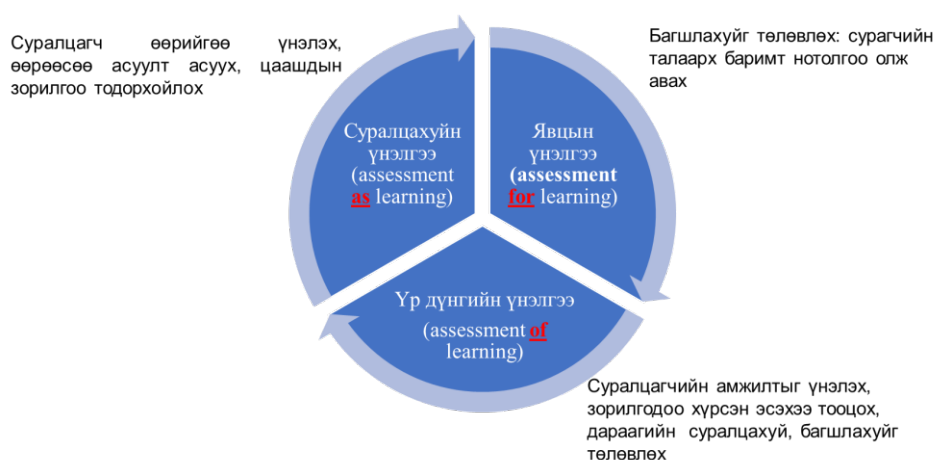 Суралцагч өөрийгөө үнэлэх,
өөрөөсөө асуулт асуух, цаашдын
зорилгоо тодорхойлох
Багшлахуйг төлөвлөх: сурагчийн
талаарх баримт нотолгоо олж
авах
Суралцахуйн
үнэлгээ
(assessment
as learning)
Явцын
үнэлгээ
(assessment
for learning)
Үр дүнгийн үнэлгээ
(assessment of
learning)
Суралцагчийн амжилтыг үнэлэх,
зорилгодоо хүрсэн эсэхээ тооцох,
дараагийн суралцахуй, багшлахуйг
төлөвлөх